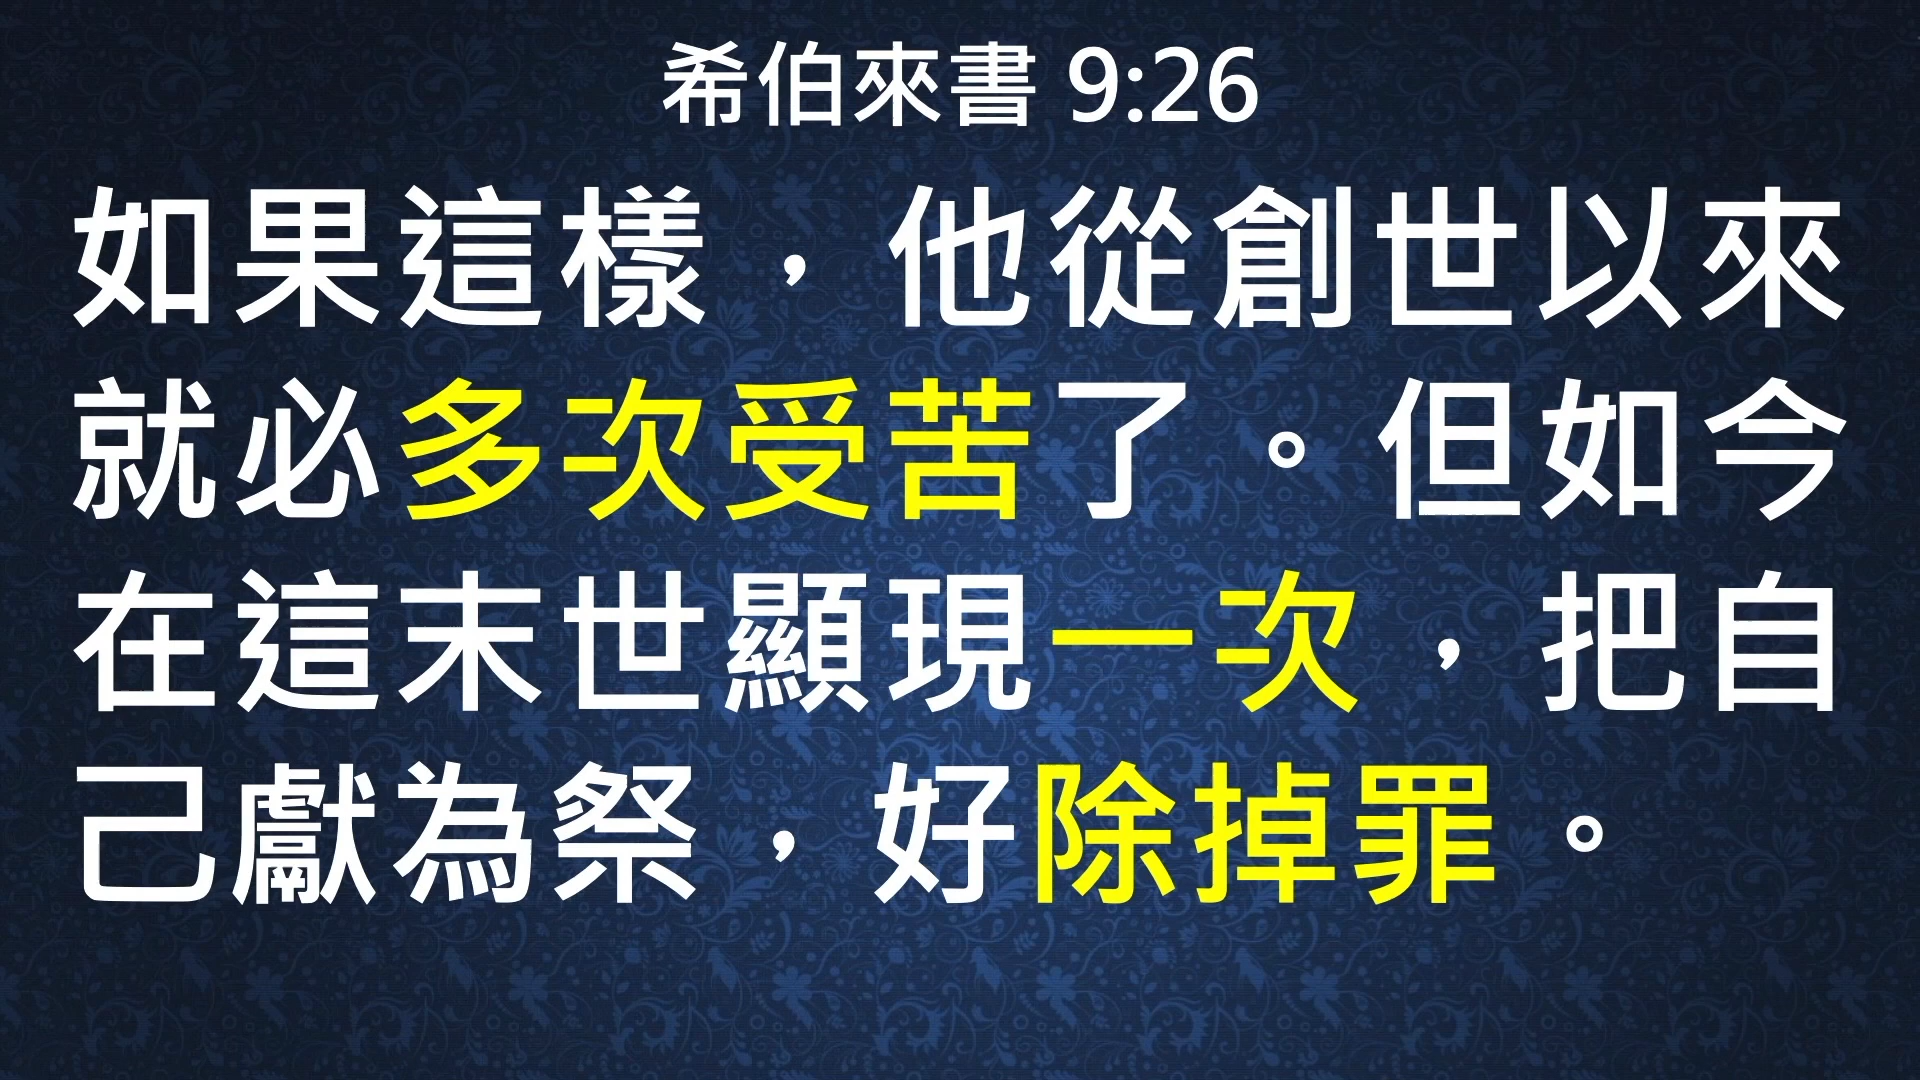 希伯來書 9:26
如果這樣，他從創世以來
就必多次受苦了。但如今
在這末世顯現一次，把自
己獻為祭，好除掉罪。